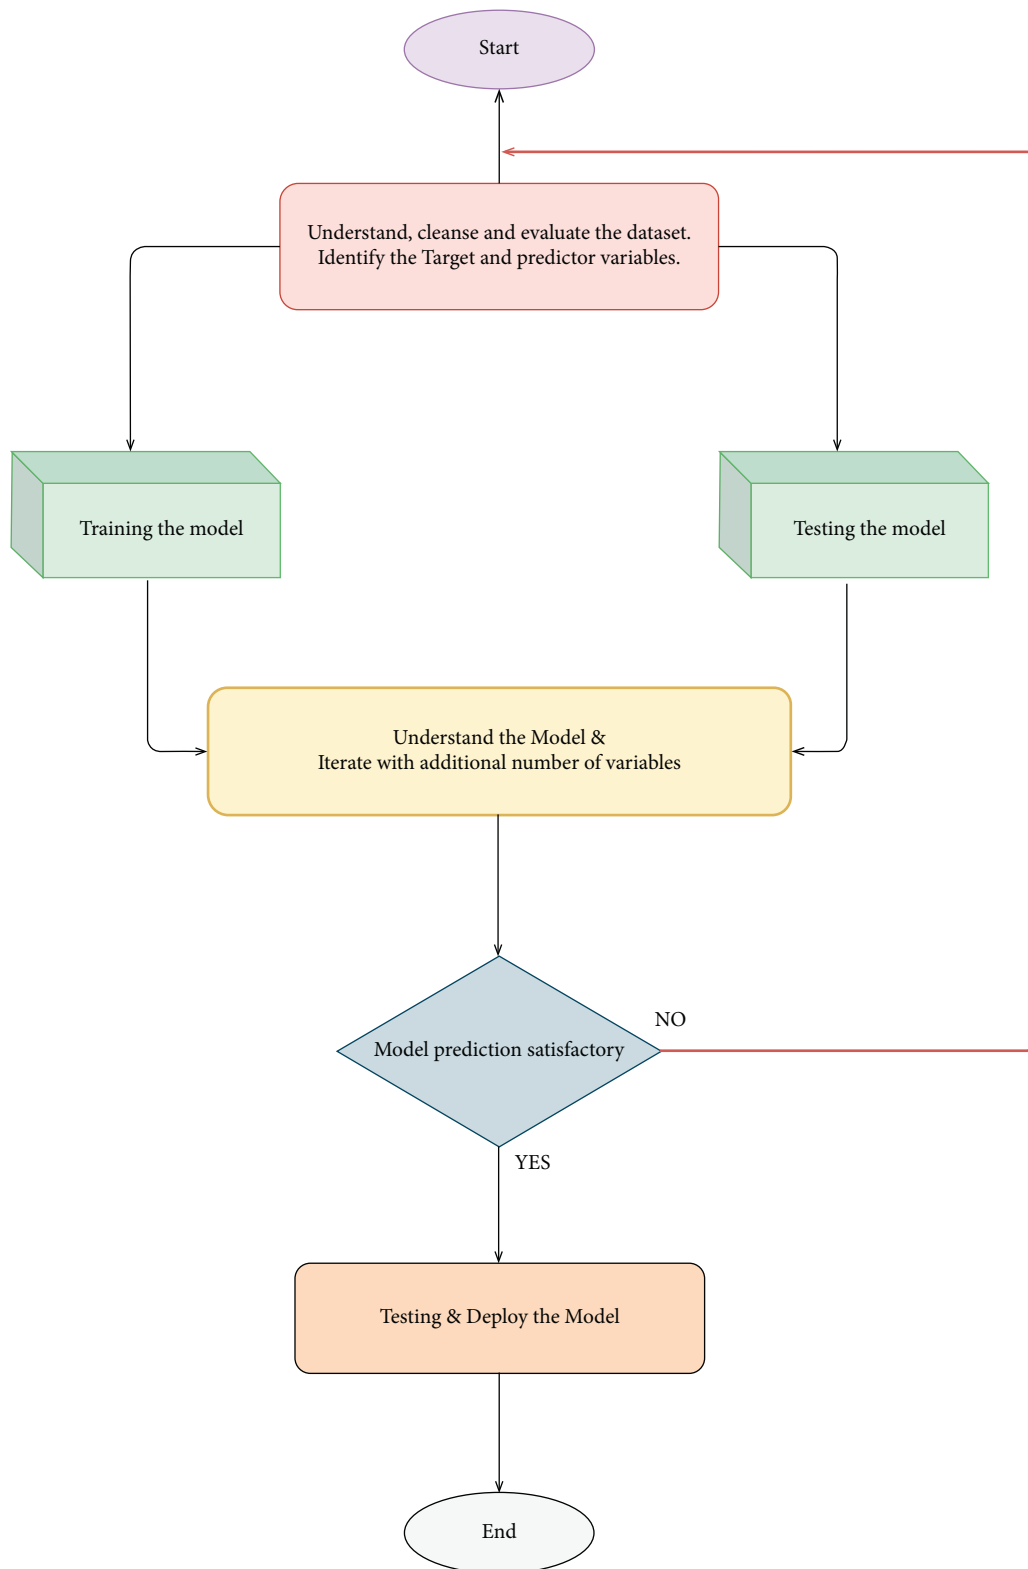 Start
Understand, cleanse and evaluate the dataset.
Identify the Target and predictor variables.
Training the model
Testing the model
Understand the Model &
Iterate with additional number of variables
NO
Model prediction satisfactory
YES
Testing & Deploy the Model
End